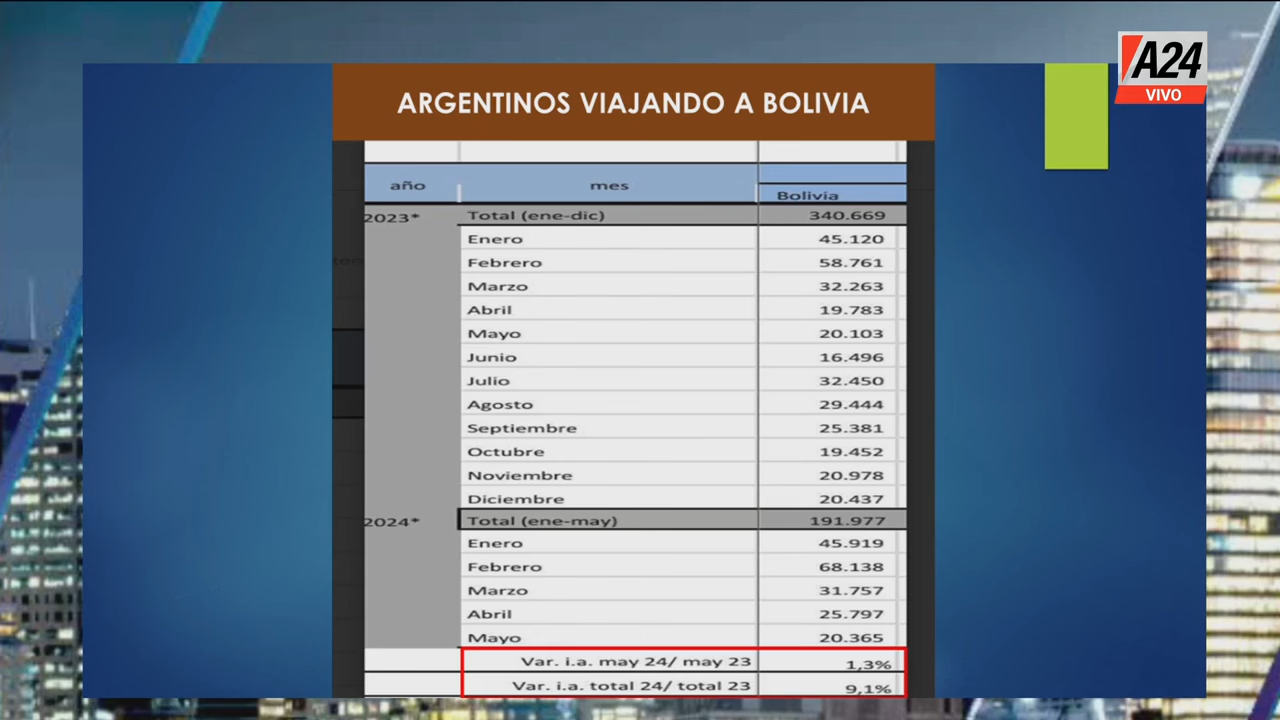 A24
VIVO
ARGENTINOS VIAJANDO A BOLIVIA
año mes Bolivia
2023* Total (ene-dic) 340.669
Enero 45.120
Febrero 58.761
Marzo 32.263
Abril 19.783
Mayo 20.103
Junio 16.496
Julio 32.450
Agosto 29.444
Septiembre 25.381
Octubre 19.452
Noviembre 20.978
Diciembre 20.437
2024* Total (ene-may) 191.977
Enero 45.919
Febrero 68.138
Marzo 31.757
Abril 25.797
Mayo 20.365
Var. i.a. may 24/ may 23 1,3%
Var. i.a. total 24/ total 23 9,1%